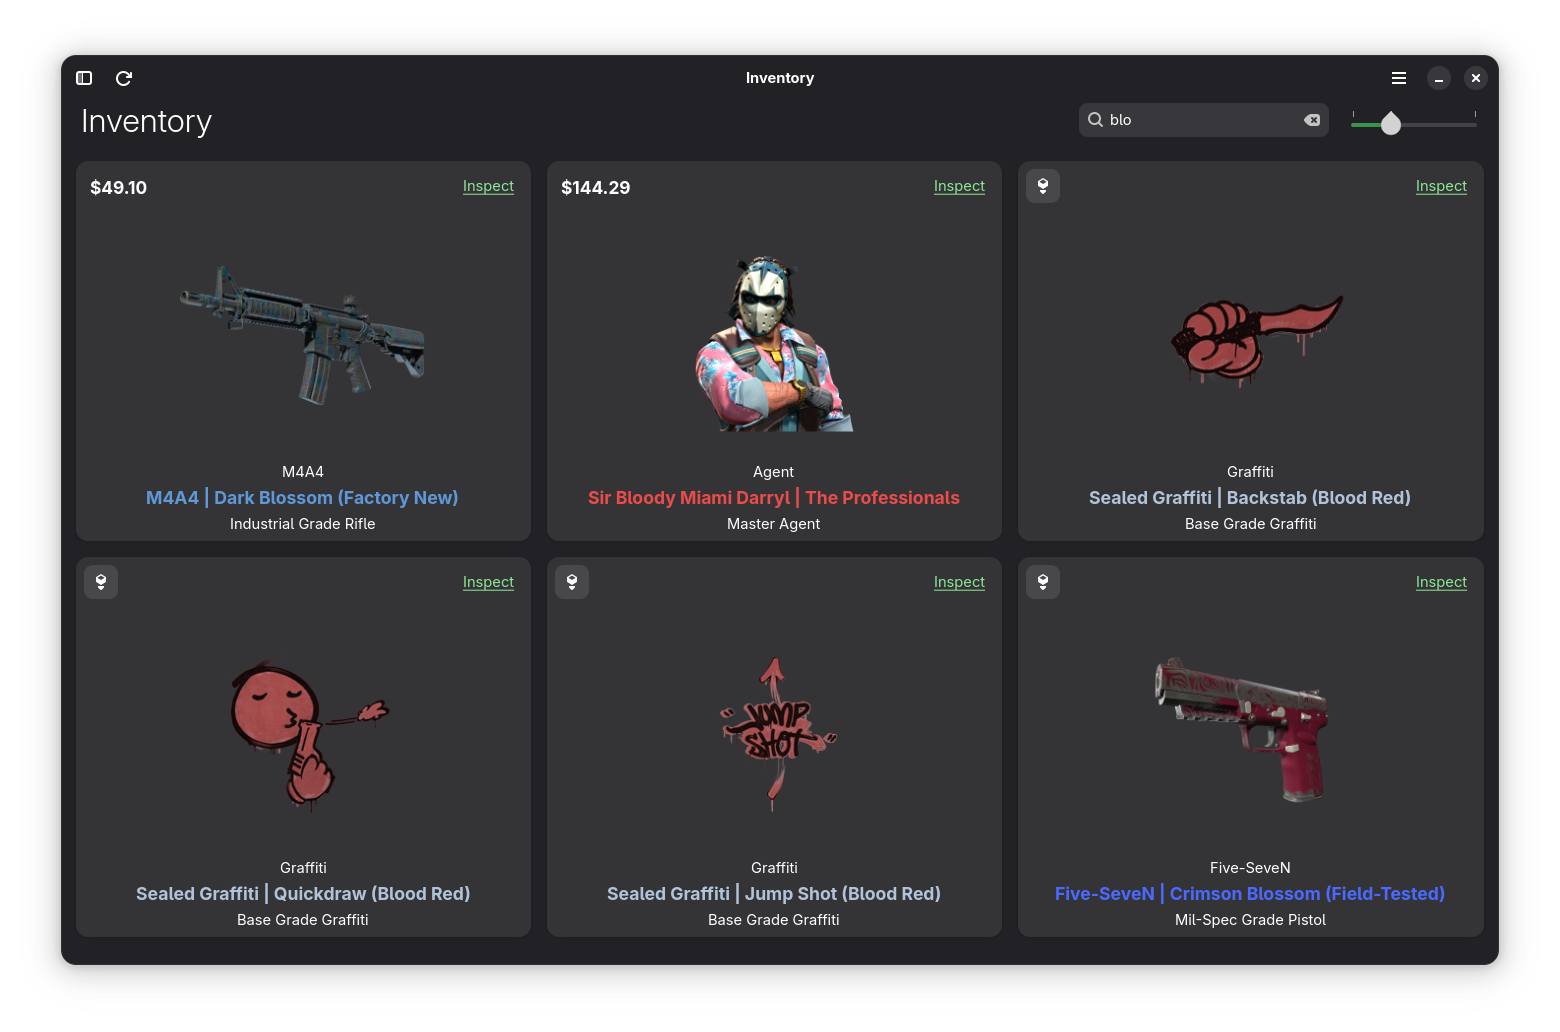 Inventory
Inventory
blo
$49.10
Inspect
M4A4
M4A4 | Dark Blossom (Factory New)
Industrial Grade Rifle
$144.29
Inspect
Agent
Sir Bloody Miami Darryl | The Professionals
Master Agent
Inspect
Graffiti
Sealed Graffiti | Backstab (Blood Red)
Base Grade Graffiti
Inspect
Graffiti
Sealed Graffiti | Quickdraw (Blood Red)
Base Grade Graffiti
Inspect
JUMP
SHOT
Graffiti
Sealed Graffiti | Jump Shot (Blood Red)
Base Grade Graffiti
Inspect
Five-SeveN
Five-SeveN | Crimson Blossom (Field-Tested)
Mil-Spec Grade Pistol